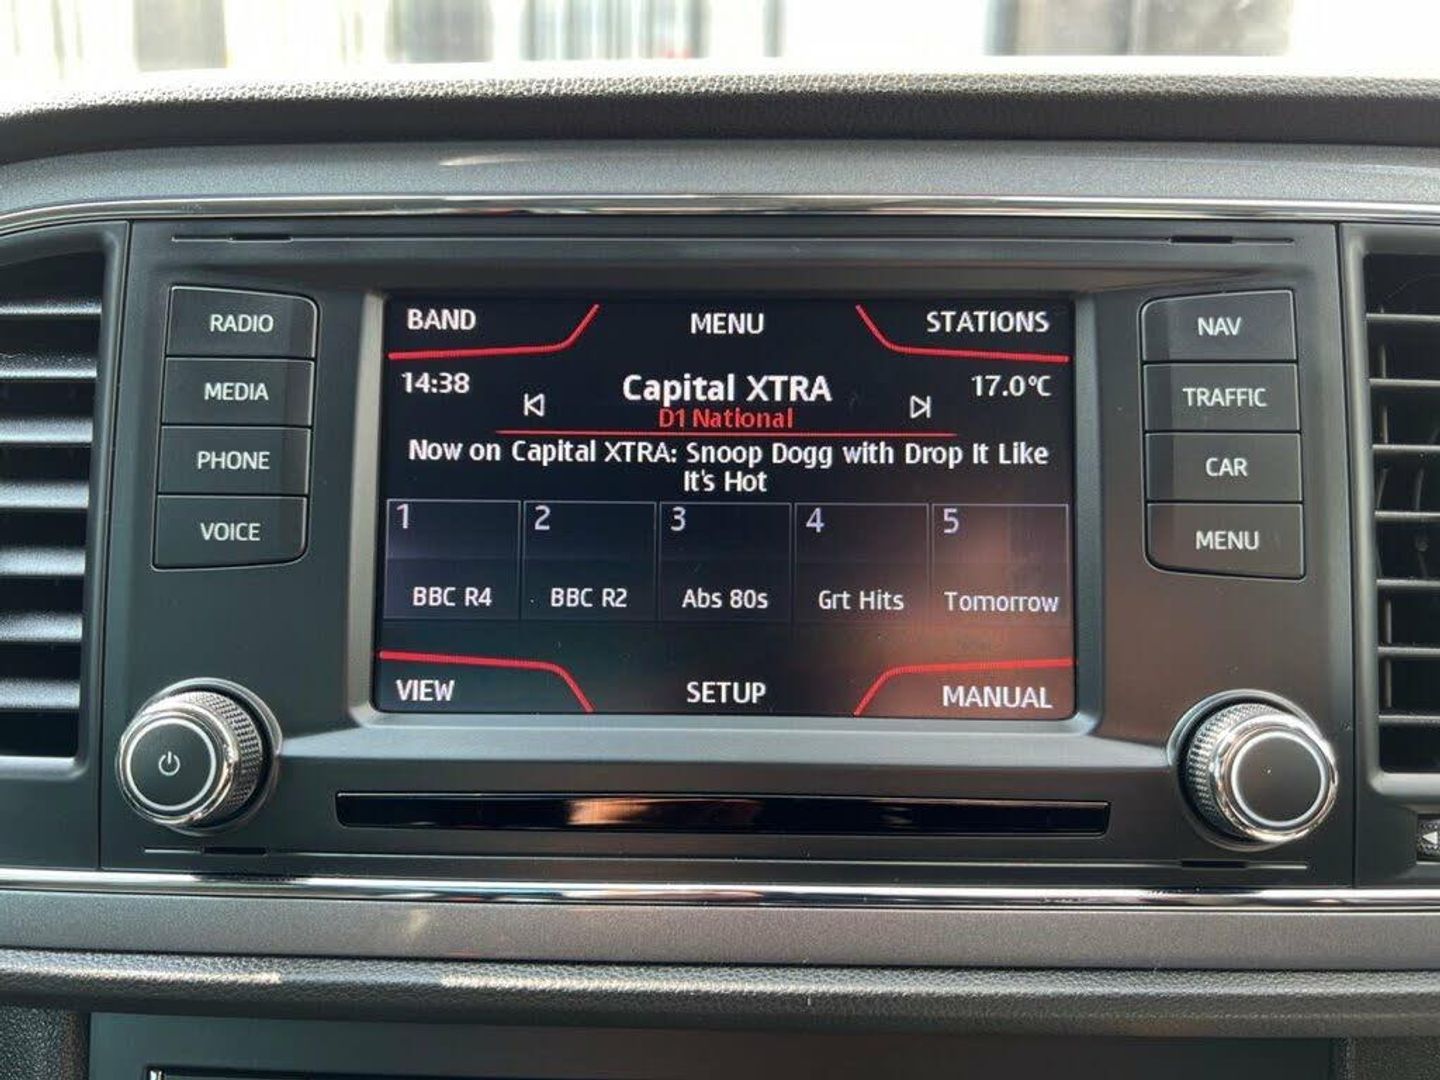 BAND MENU STATIONS
RADIO
NAV
14:38 Capital XTRA 17.0°C
D1 National
MEDIA
TRAFFIC
Now on Capital XTRA: Snoop Dogg with Drop It Like
It's Hot
PHONE
CAR
1 2 3 4 5
VOICE
MENU
BBC R4 BBC R2 Abs 80s Grt Hits Tomorrow
VIEW SETUP MANUAL